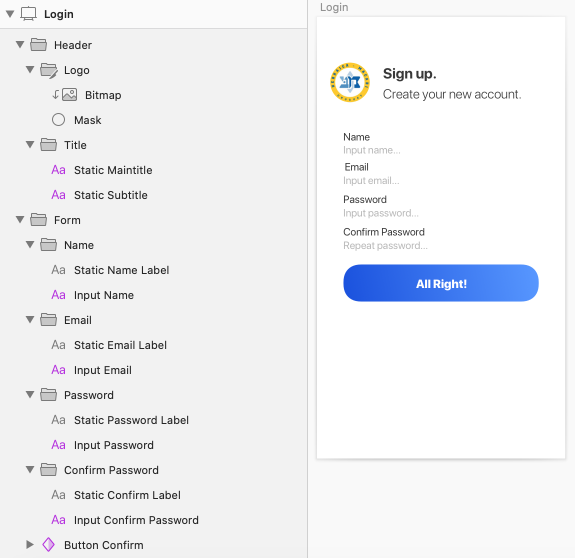 Login
Header
Logo
Bitmap
Mask
Title
Aa Static Maintitle
Aa Static Subtitle
Form
Name
Aa Static Name Label
Aa Input Name
Email
Aa Static Email Label
Aa Input Email
Password
Aa Static Password Label
Aa Input Password
Confirm Password
Aa Static Confirm Label
Aa Input Confirm Password
Button Confirm
Login
Sign up.
Create your new account.
Name
Input name...
Email
Input email...
Password
Input password...
Confirm Password
Repeat password...
All Right!